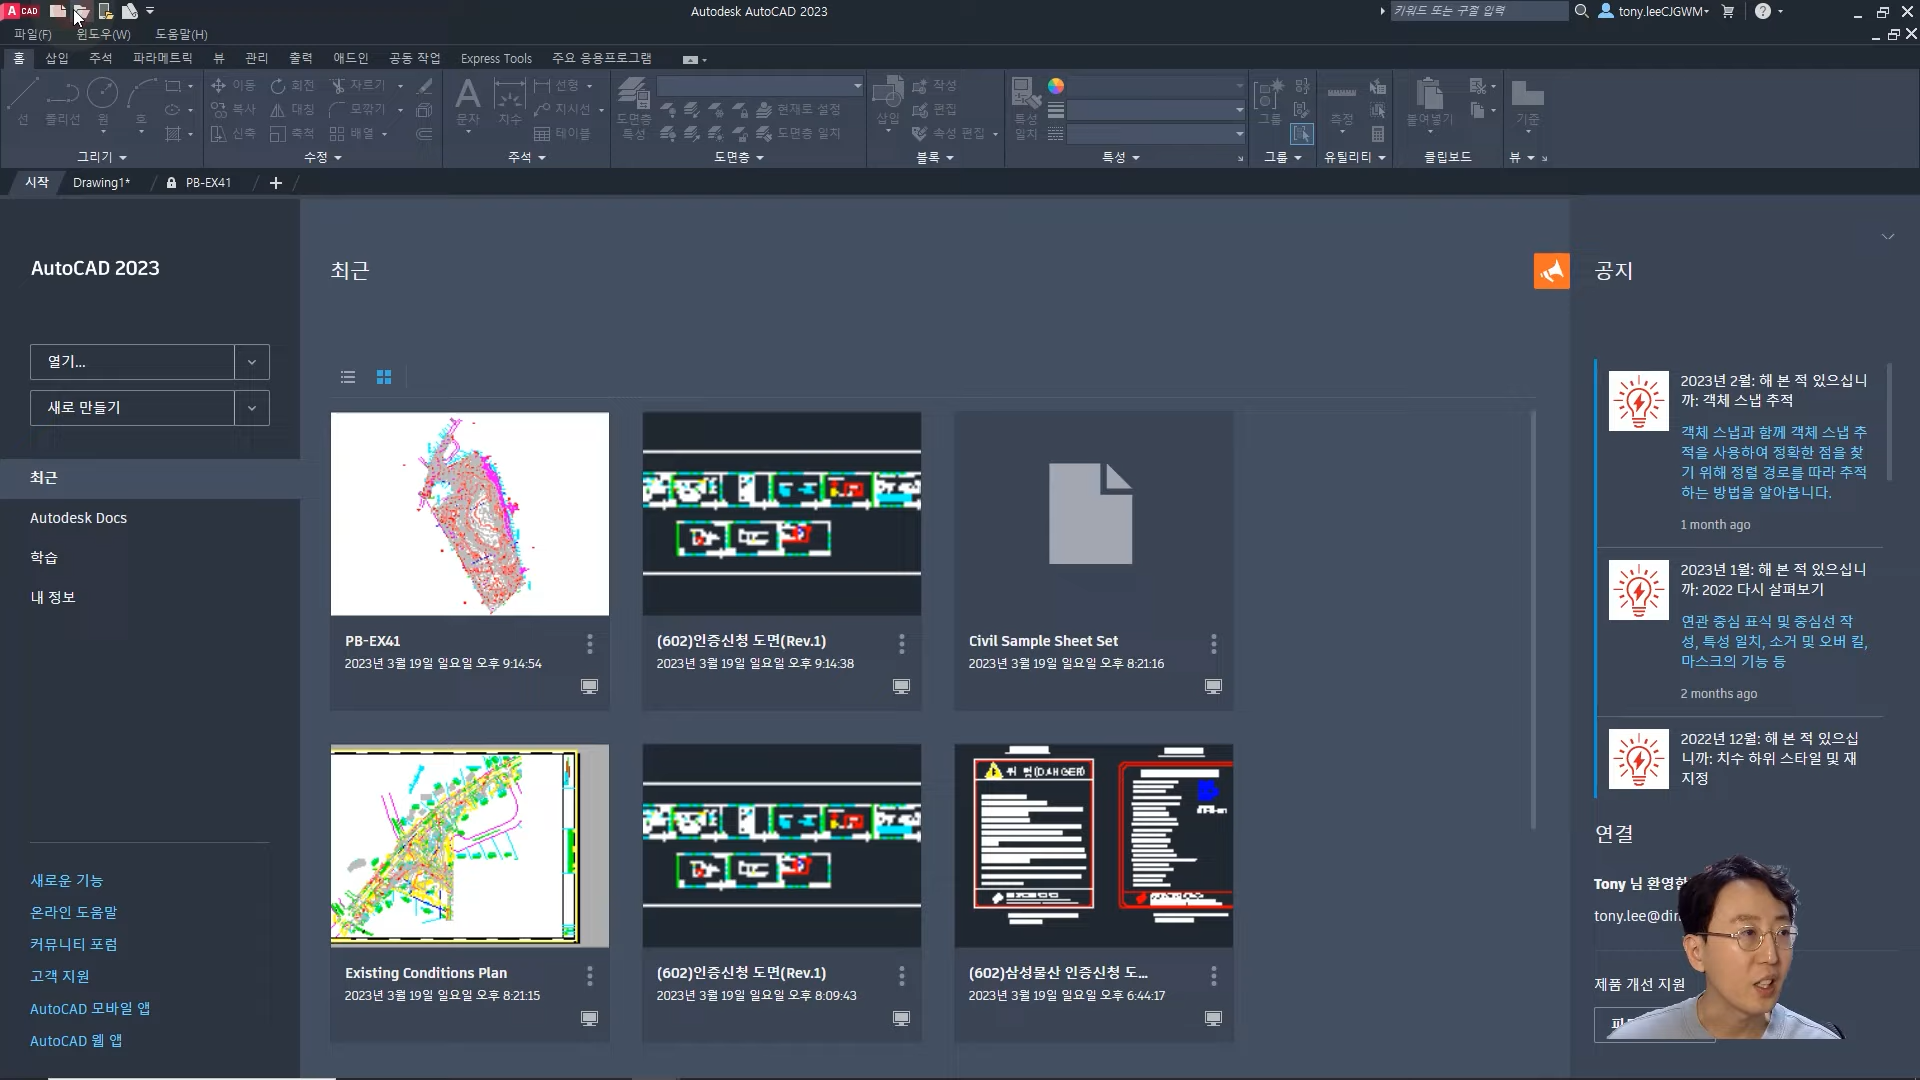 A CAD
Autodesk AutoCAD 2023
키워드 또는 구절 입력
tony.leeCJGWM
파일(F)
윈도우(W)
도움말(H)
홈
삽입
주석
파라메트릭
뷰
관리
출력
애드인
공동 작업
Express Tools
주요 응용프로그램
선
폴리선
원
호
이동
회전
자르기
복사
대칭
모깎기
신축
축척
배열
문자
치수
선형
지시선
테이블
도면층
특성
현재로 설정
도면층 일치
삽입
작성
편집
속성 편집
특성
일치
그룹
측정
붙여넣기
기준
그리기
수정
주석
도면층
블록
특성
그룹
유틸리티
클립보드
뷰
시작
Drawing1*
PB-EX41
AutoCAD 2023
열기...
새로 만들기
최근
Autodesk Docs
학습
내 정보
새로운 기능
온라인 도움말
커뮤니티 포럼
고객 지원
AutoCAD 모바일 앱
AutoCAD 웹 앱
최근
PB-EX41
2023년 3월 19일 일요일 오후 9:14:54
(602)인증신청 도면(Rev.1)
2023년 3월 19일 일요일 오후 9:14:38
Civil Sample Sheet Set
2023년 3월 19일 일요일 오후 8:21:16
(DANGER)
Existing Conditions Plan
2023년 3월 19일 일요일 오후 8:21:15
(602)인증신청 도면(Rev.1)
2023년 3월 19일 일요일 오후 8:09:43
(602)삼성물산 인증신청 도...
2023년 3월 19일 일요일 오후 6:44:17
공지
2023년 2월: 해 본 적 있으십니
까: 객체 스냅 추적
객체 스냅과 함께 객체 스냅 추
적을 사용하여 정확한 점을 찾
기 위해 정렬 경로를 따라 추적
하는 방법을 알아봅니다.
1 month ago
2023년 1월: 해 본 적 있으십니
까: 2022 다시 살펴보기
연관 중심 표식 및 중심선 작
성, 특성 일치, 소거 및 오버 킬,
마스크의 기능 등
2 months ago
2022년 12월: 해 본 적 있으십
니까: 치수 하위 스타일 및 재
지정
연결
Tony 님 환영합
tony.lee@din
제품 개선 지원